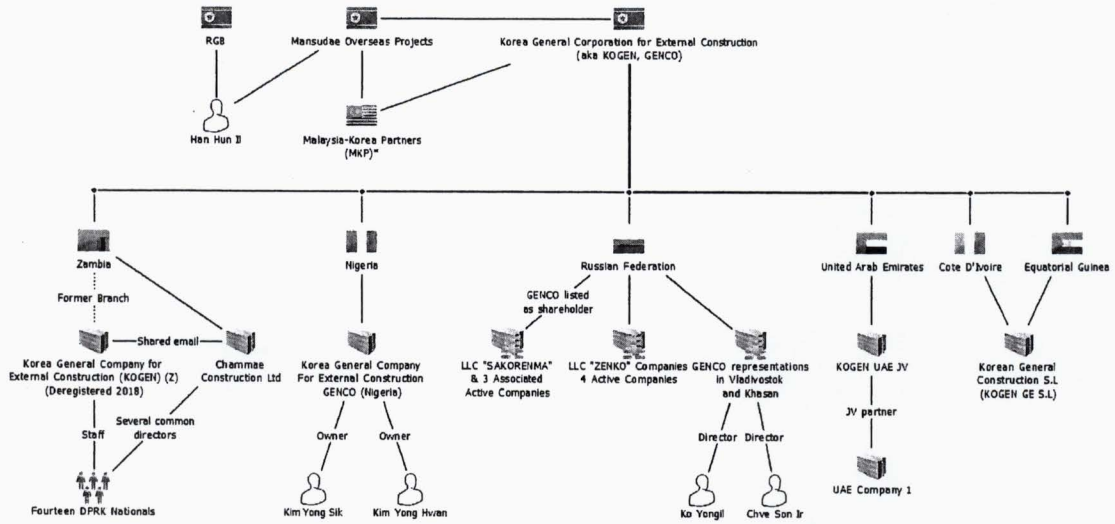 RGB
Mansudae Overseas Projects
Korea General Corporation for External Construction
(aka KOGEN, GENCO)
Han Hun Il
Malaysia-Korea Partners
(MKP)*
Zambia
Nigeria
Russian Federation
United Arab Emirates
Cote D'Ivoire
Equatorial Guinea
Former Branch
GENCO listed
as shareholder
Shared email
Korea General Company for
External Construction (KOGEN) (Z)
(Deregistered 2018)
Chammae
Construction Ltd
Korea General Company
For External Construction
GENCO (Nigeria)
LLC "SAKORENMA"
& 3 Associated
Active Companies
LLC "ZENKO" Companies
4 Active Companies
GENCO representations
in Vladivostok
and Khasan
KOGEN UAE JV
Korean General
Construction S.L
(KOGEN GE S.L)
Staff
Several common
directors
Owner
Owner
Director
Director
JV partner
Fourteen DPRK Nationals
Kim Yong Sik
Kim Yong Hwan
Ko Yongil
Chve Son Ir
UAE Company 1